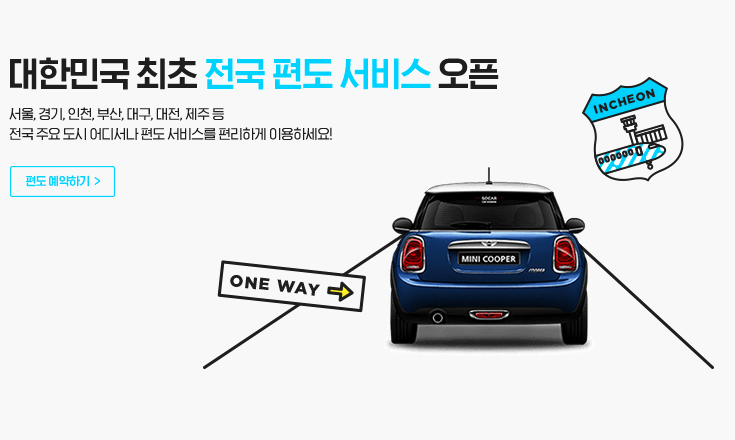 대한민국 최초 전국 편도 서비스 오픈
서울, 경기, 인천, 부산, 대구, 대전, 제주 등
전국 주요 도시 어디서나 편도 서비스를 편리하게 이용하세요!
편도 예약하기 >
INCHEON
SOCAR
MINI COOPER
ONE WAY